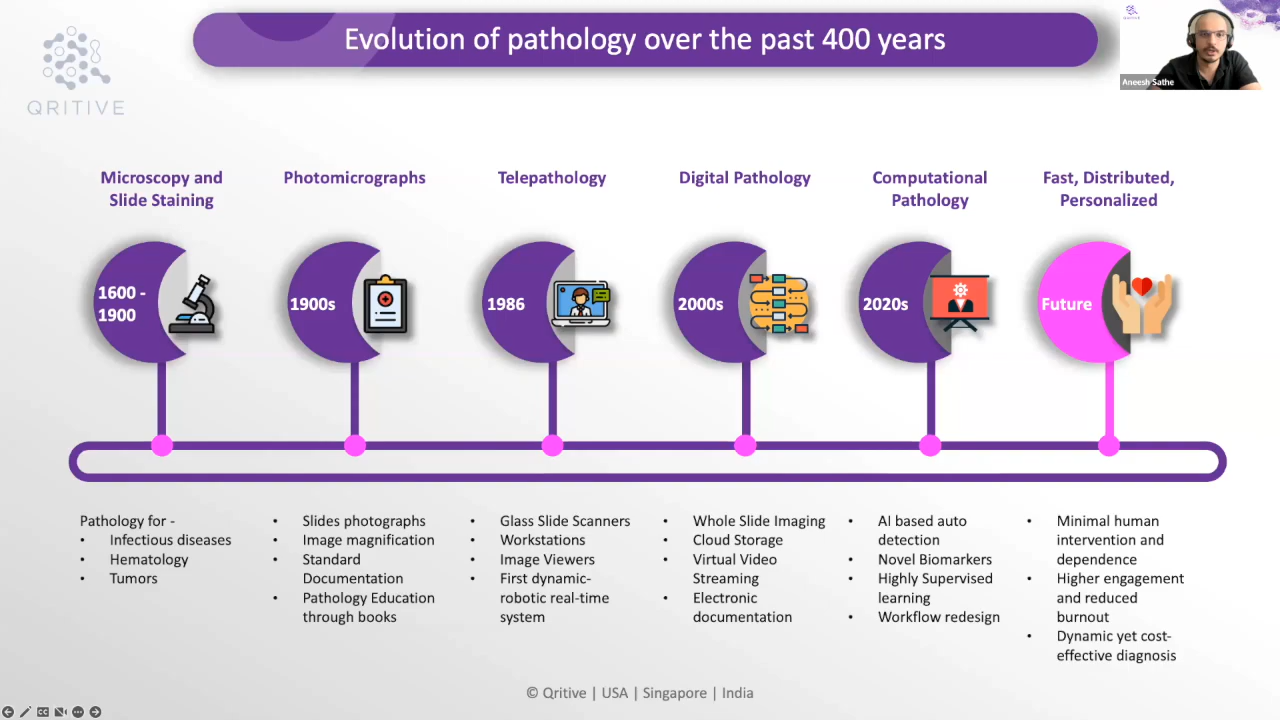 Evolution of pathology over the past 400 years
QRITIVE
QRITIVE
Aneesh Sathe
Microscopy and
Slide Staining
1600 -
1900
Pathology for -
• Infectious diseases
• Hematology
• Tumors
Photomicrographs
1900s
• Slides photographs
• Image magnification
• Standard
Documentation
• Pathology Education
through books
Telepathology
1986
• Glass Slide Scanners
• Workstations
• Image Viewers
• First dynamic-
robotic real-time
system
Digital Pathology
2000s
• Whole Slide Imaging
• Cloud Storage
• Virtual Video
Streaming
• Electronic
documentation
Computational
Pathology
2020s
• AI based auto
detection
• Novel Biomarkers
• Highly Supervised
learning
• Workflow redesign
Fast, Distributed,
Personalized
Future
• Minimal human
intervention and
dependence
• Higher engagement
and reduced
burnout
• Dynamic yet cost-
effective diagnosis
© Qritive | USA | Singapore | India
CC